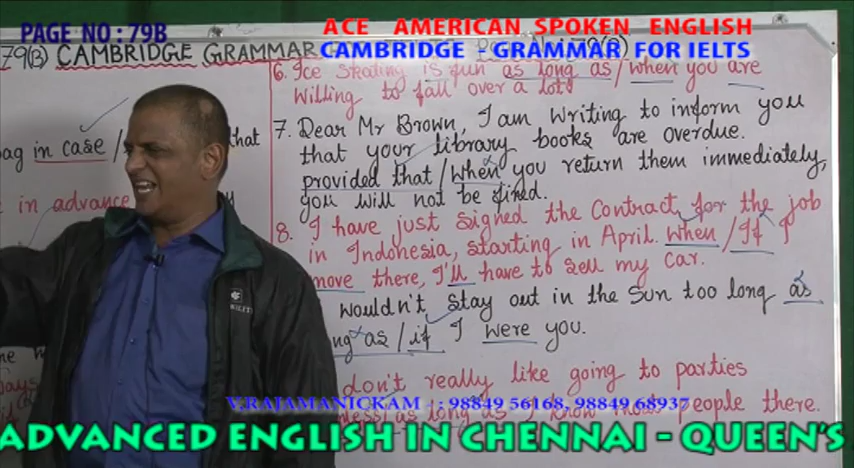 PAGE NO : 79B
ACE AMERICAN SPOKEN ENGLISH
CAMBRIDGE - GRAMMAR FOR IELTS
79(B) CAMBRIDGE GRAMMAR
6. Ice skating is fun as long as/when you are
willing to fall over a lot!
bag in case / that
in advance
7. Dear Mr Brown, I am writing to inform you
that your library books are overdue.
provided that/when you return them immediately,
you will not be fined.
8. I have just signed the Contract for the job
in Indonesia, starting in April. When/If I
move there, I'll have to sell my car.
wouldn't stay out in the Sun too long as
as/if I were you.
don't really like going to parties
as long as I know most people there.
V.RAJAMANICKAM : 98849 56168, 98849 68937
ADVANCED ENGLISH IN CHENNAI - QUEEN'S